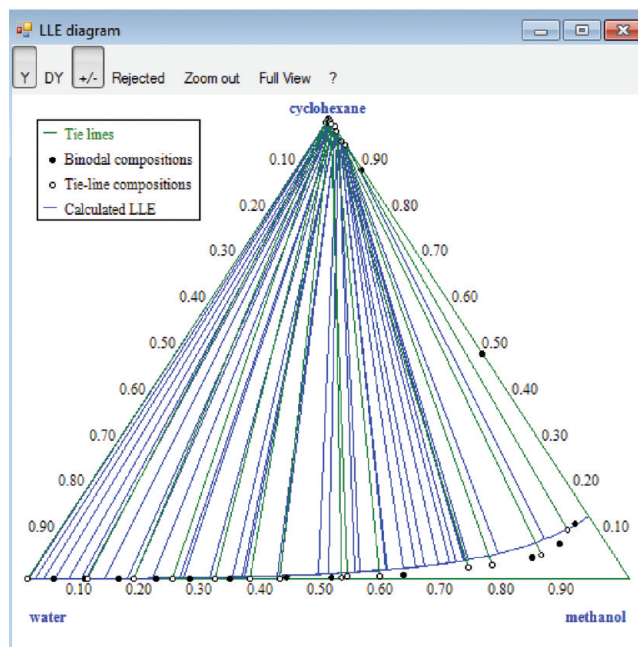 LLE diagram
Y DY +/- Rejected Zoom out Full View ?
cyclohexane
Tie lines
Binodal compositions
Tie-line compositions
Calculated LLE
0.10 0.90
0.20 0.80
0.30 0.70
0.40 0.60
0.50 0.50
0.60 0.40
0.70 0.30
0.80 0.20
0.90 0.10
0.10 0.20 0.30 0.40 0.50 0.60 0.70 0.80 0.90
water methanol